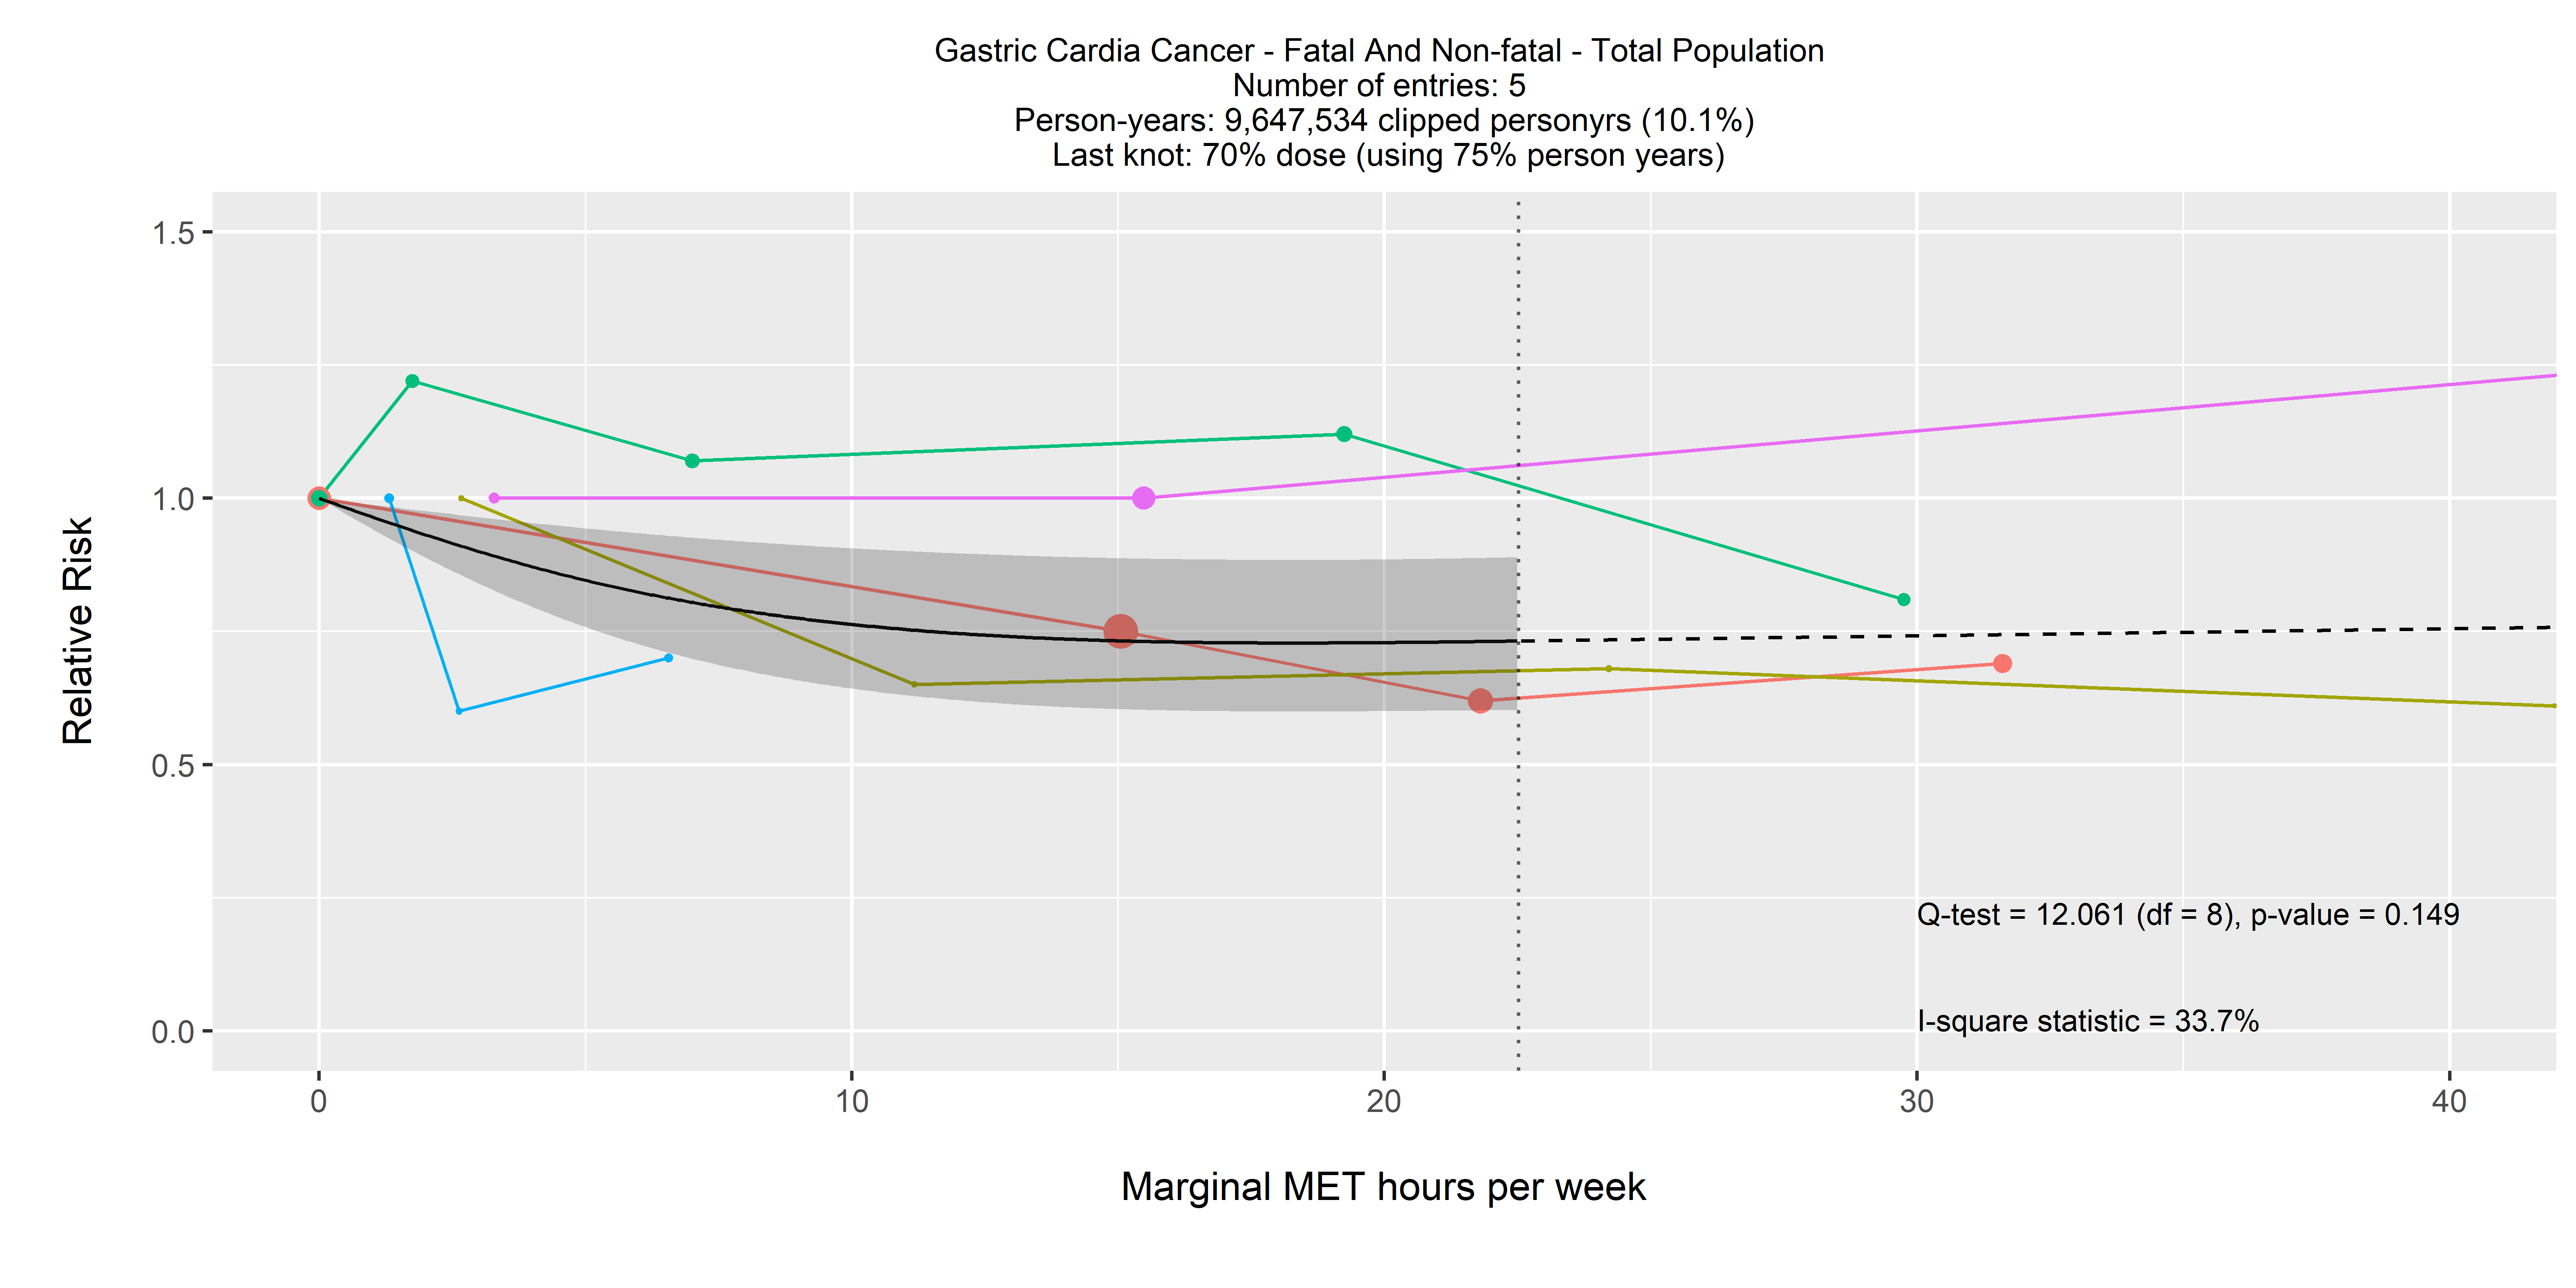 Gastric Cardia Cancer - Fatal And Non-fatal - Total Population
Number of entries: 5
Person-years: 9,647,534 clipped personyrs (10.1%)
Last knot: 70% dose (using 75% person years)
1.5
1.0
0.5
0.0
Relative Risk
Q-test = 12.061 (df = 8), p-value = 0.149
I-square statistic = 33.7%
0 10 20 30 40
Marginal MET hours per week